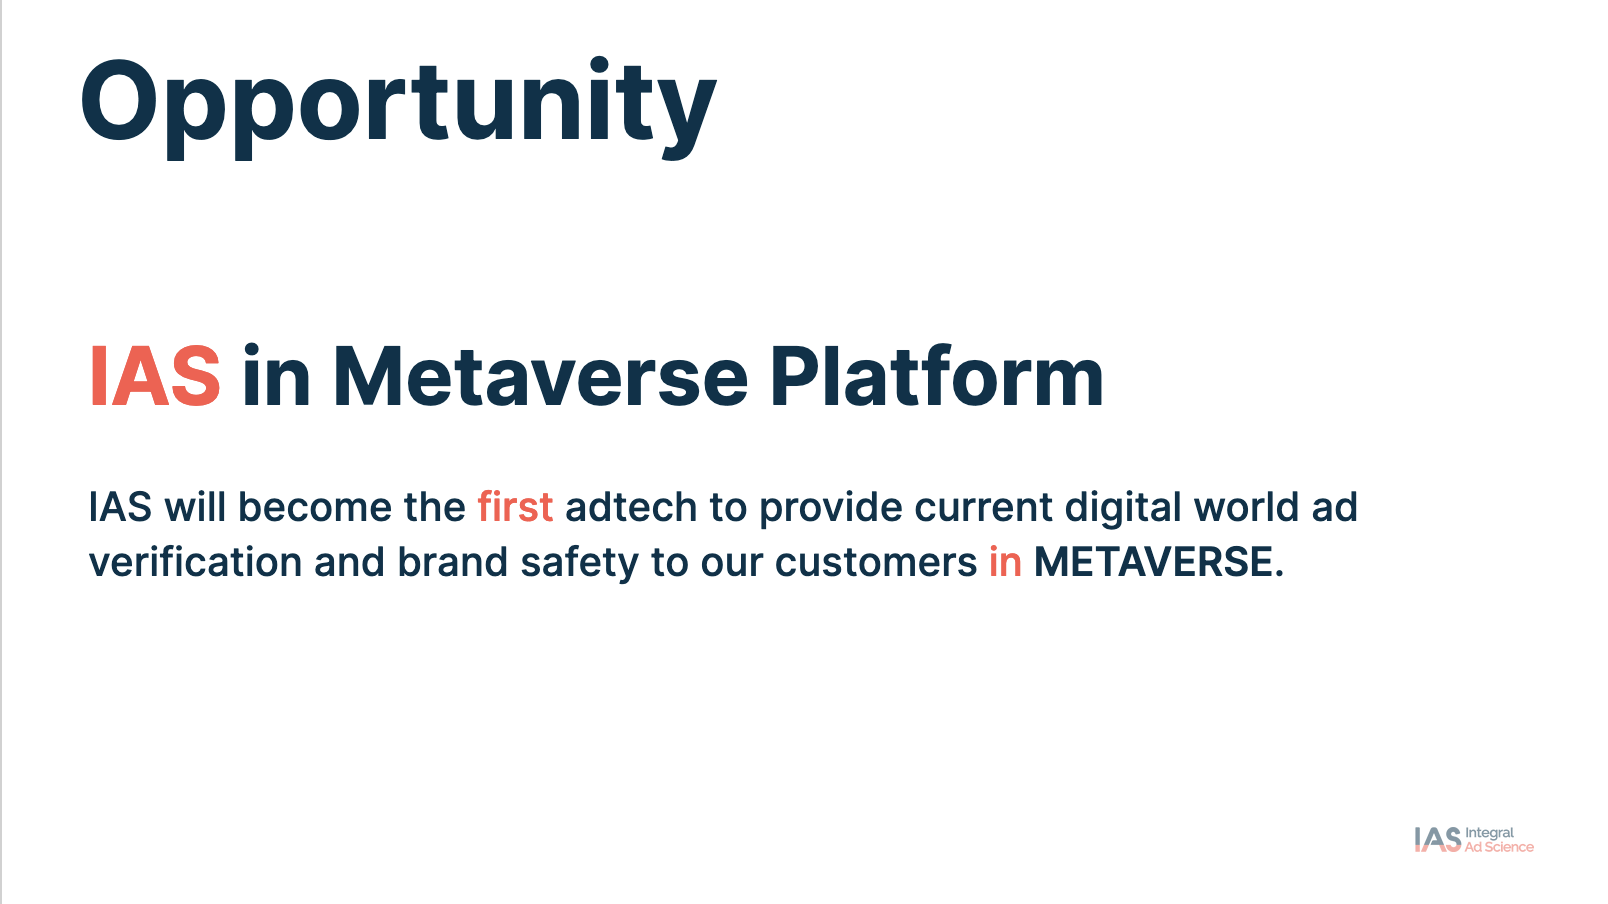 Opportunity
IAS in Metaverse Platform
IAS will become the first adtech to provide current digital world ad
verification and brand safety to our customers in METAVERSE.
IAS Integral
Ad Science